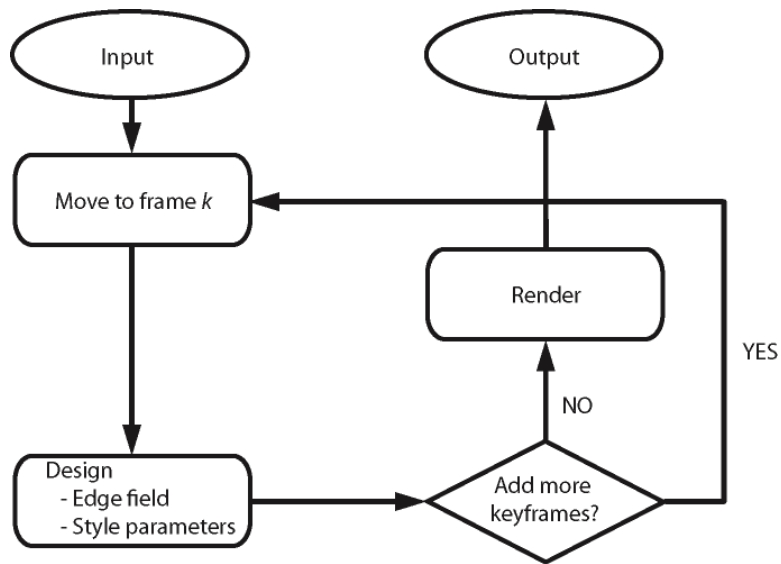 Input
Output
Move to frame k
Render
YES
NO
Design
- Edge field
- Style parameters
Add more
keyframes?